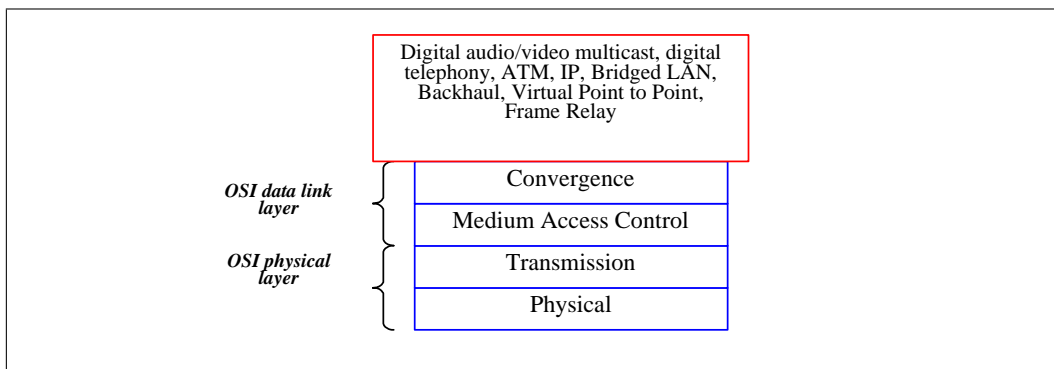 Digital audio/video multicast, digital
telephony, ATM, IP, Bridged LAN,
Backhaul, Virtual Point to Point,
Frame Relay
OSI data link
layer
Convergence
Medium Access Control
OSI physical
layer
Transmission
Physical